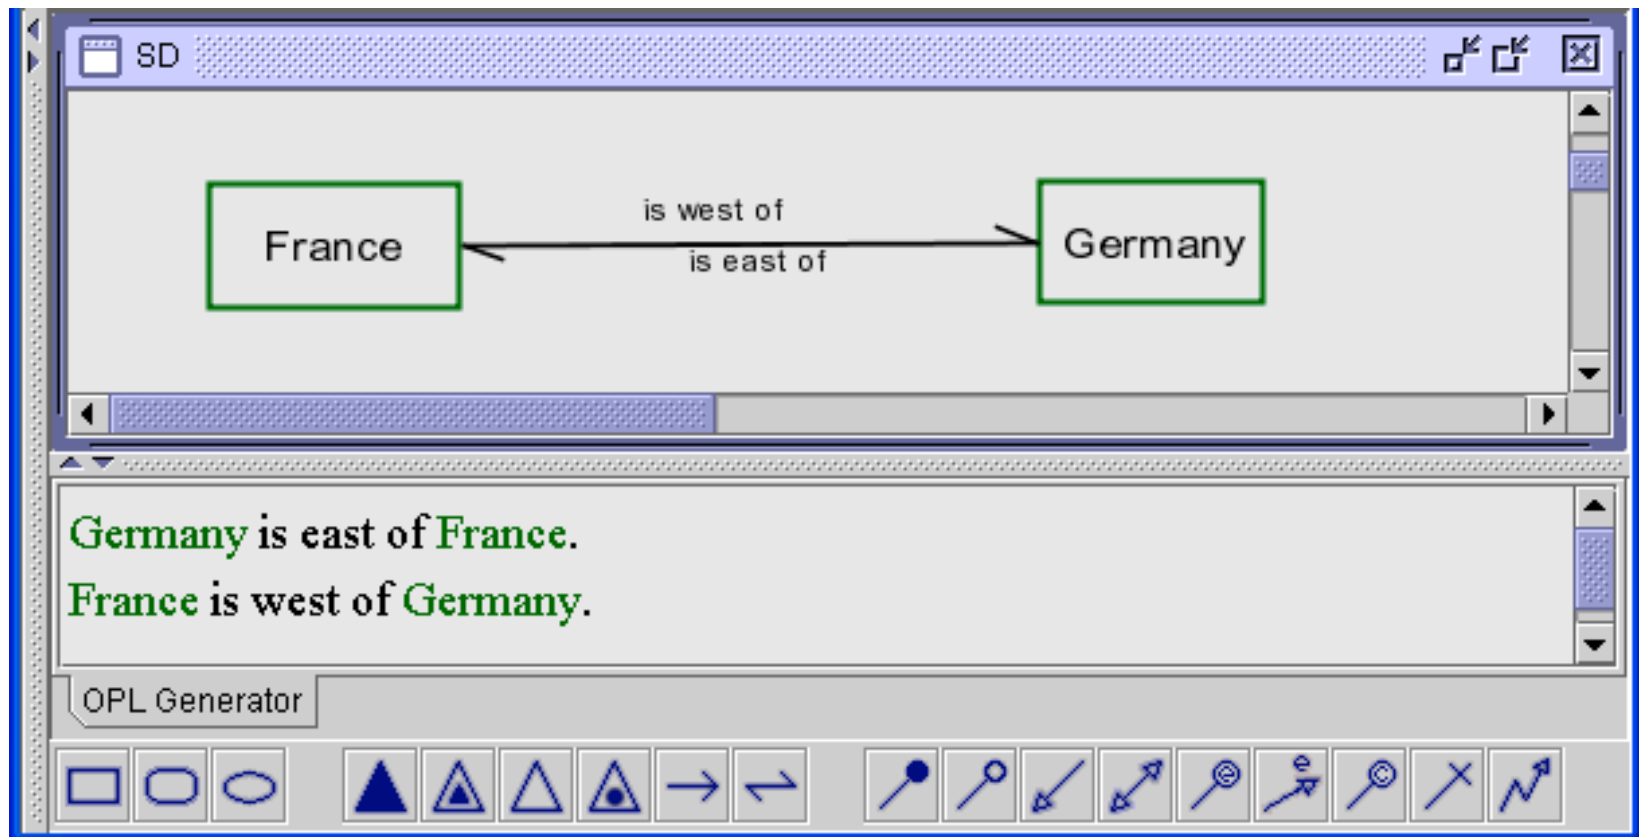 SD
is west of
France
Germany
is east of
Germany is east of France.
France is west of Germany.
OPL Generator
e
e
c